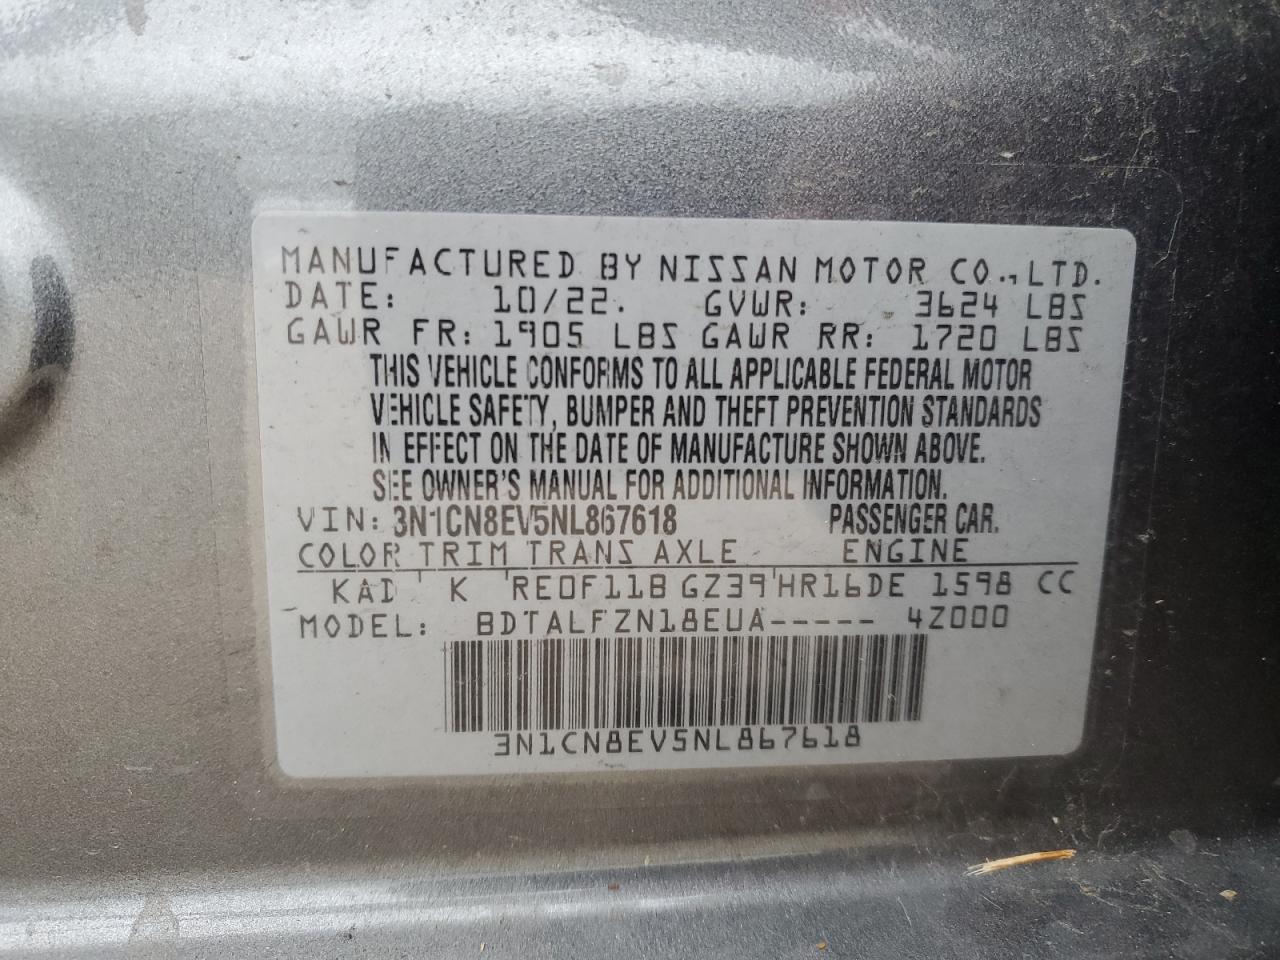 MANUFACTURED BY NISSAN MOTOR CO., LTD.
DATE: 10/22. GVWR: 3624 LBS
GAWR FR: 1905 LBS GAWR RR: 1720 LBS
THIS VEHICLE CONFORMS TO ALL APPLICABLE FEDERAL MOTOR
VEHICLE SAFETY, BUMPER AND THEFT PREVENTION STANDARDS
IN EFFECT ON THE DATE OF MANUFACTURE SHOWN ABOVE.
SEE OWNER'S MANUAL FOR ADDITIONAL INFORMATION.
VIN: 3N1CN8EV5NL867618 PASSENGER CAR.
COLOR TRIM TRANS AXLE ENGINE
KAD K RE0F11B GZ39 HR16DE 1598 CC
MODEL: BDTALFZN18EUA----- 4Z000
3N1CN8EV5NL867618